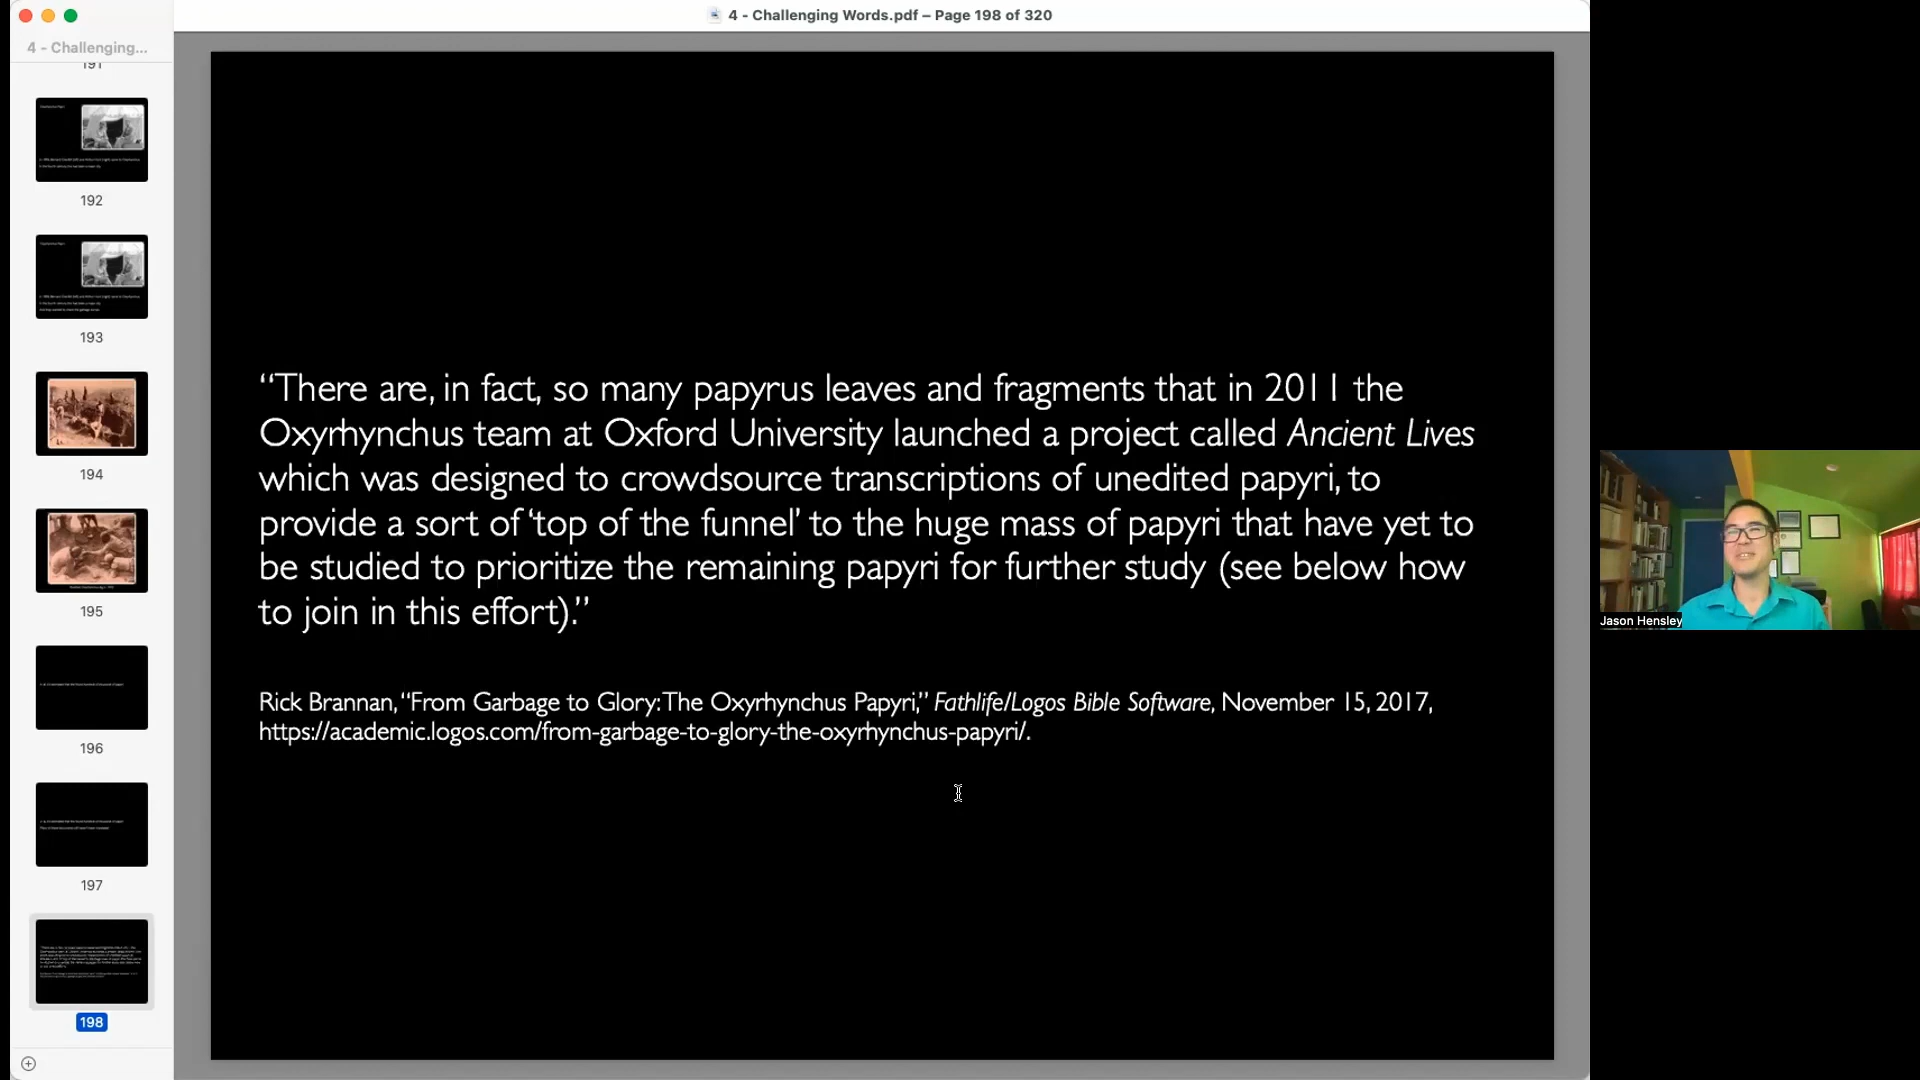 4 - Challenging Words.pdf – Page 198 of 320
4 - Challenging...
191
192
193
194
195
196
197
198
“There are, in fact, so many papyrus leaves and fragments that in 2011 the
Oxyrhynchus team at Oxford University launched a project called Ancient Lives
which was designed to crowdsource transcriptions of unedited papyri, to
provide a sort of ‘top of the funnel’ to the huge mass of papyri that have yet to
be studied to prioritize the remaining papyri for further study (see below how
to join in this effort).”
Rick Brannan, “From Garbage to Glory: The Oxyrhynchus Papyri,” Fathlife/Logos Bible Software, November 15, 2017,
https://academic.logos.com/from-garbage-to-glory-the-oxyrhynchus-papyri/.
Jason Hensley